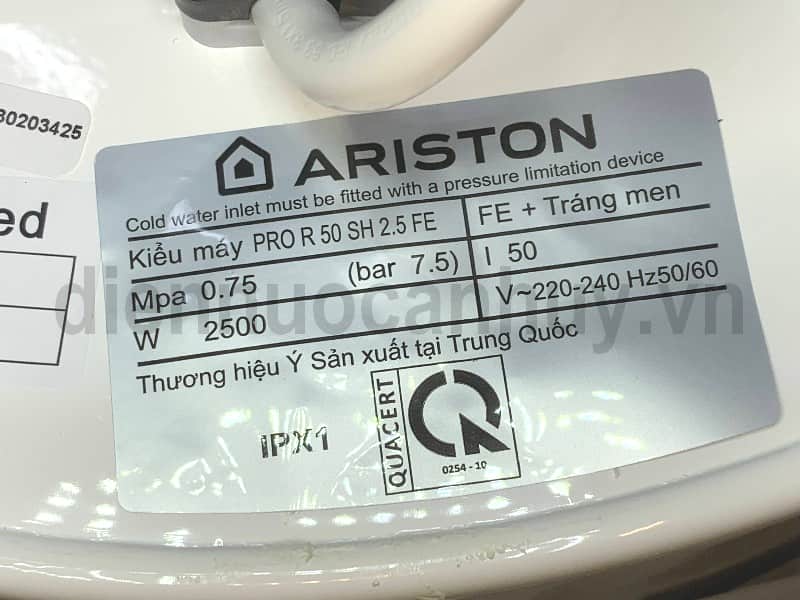 30203425
ed
ARISTON
Cold water inlet must be fitted with a pressure limitation device
Kiểu máy PRO R 50 SH 2.5 FE
FE + Tráng men
Mpa 0.75 (bar 7.5)
l 50
W 2500
V~220-240 Hz50/60
Thương hiệu Ý Sản xuất tại Trung Quốc
IPX1
QUACERT
0254 - 10
diennuocanhuy.vn